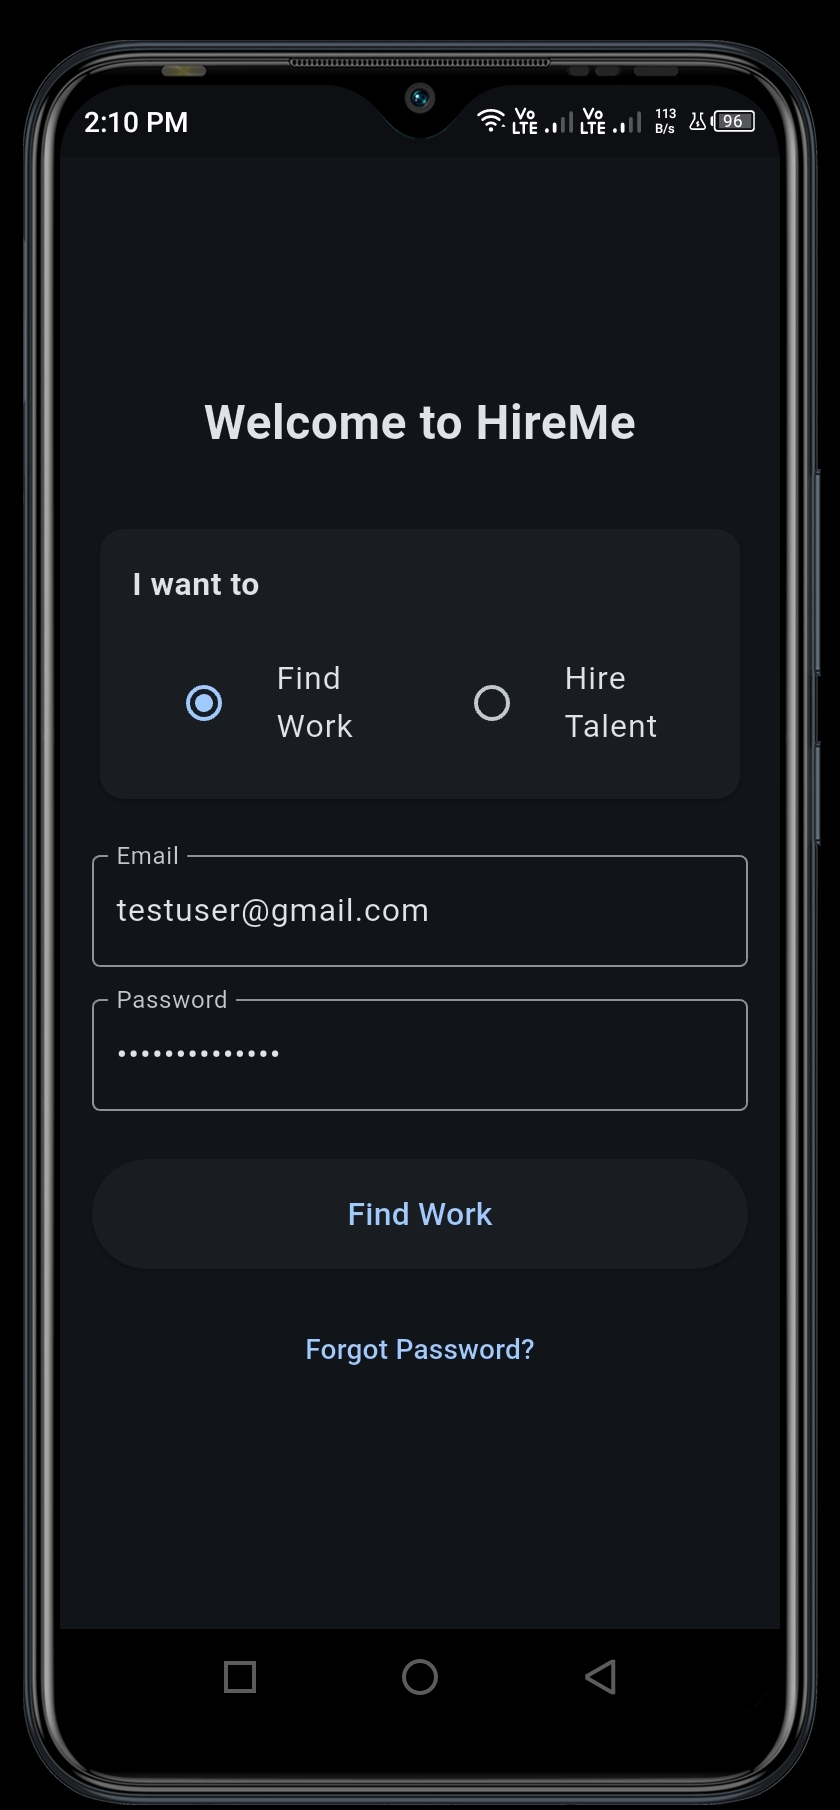 2:10 PM
Vo LTE Vo LTE 113 B/s 96
Welcome to HireMe
I want to
Find Work
Hire Talent
Email
testuser@gmail.com
Password
••••••••••••••
Find Work
Forgot Password?